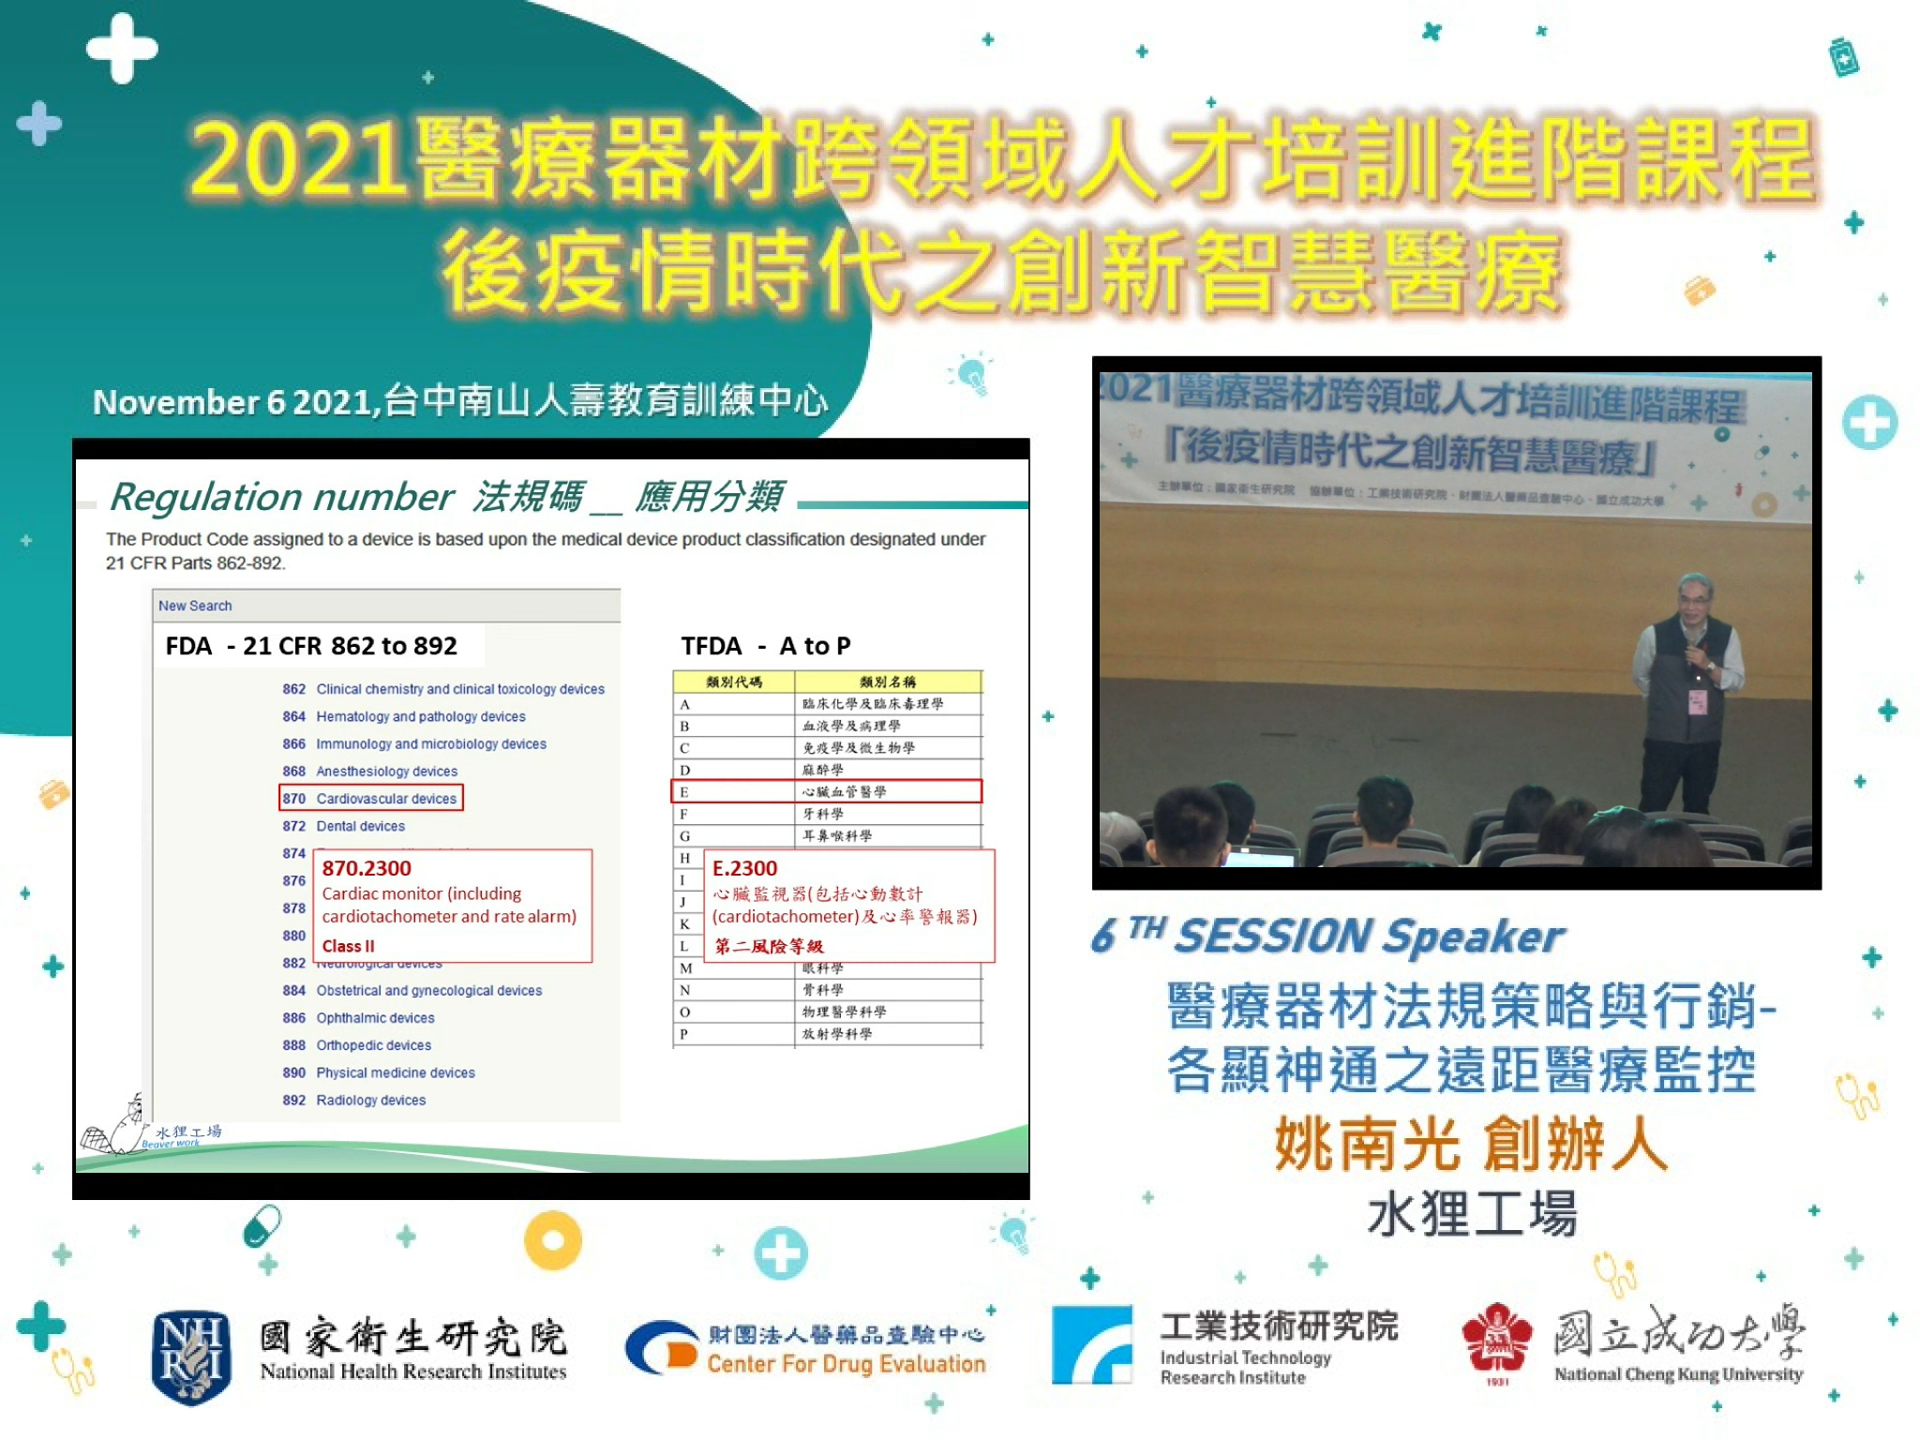 2021醫療器材跨領域人才培訓進階課程
後疫情時代之創新智慧醫療
November 6 2021,台中南山人壽教育訓練中心
Regulation number 法規碼 __ 應用分類
The Product Code assigned to a device is based upon the medical device product classification designated under
21 CFR Parts 862-892.
New Search
FDA - 21 CFR 862 to 892
862 Clinical chemistry and clinical toxicology devices
864 Hematology and pathology devices
866 Immunology and microbiology devices
868 Anesthesiology devices
870 Cardiovascular devices
872 Dental devices
874
876
878
880
882 Neurological devices
884 Obstetrical and gynecological devices
886 Ophthalmic devices
888 Orthopedic devices
890 Physical medicine devices
892 Radiology devices
870.2300
Cardiac monitor (including
cardiotachometer and rate alarm)
Class II
TFDA - A to P
類別代碼 類別名稱
A 臨床化學及臨床毒理學
B 血液學及病理學
C 免疫學及微生物學
D 麻醉學
E 心臟血管醫學
F 牙科學
G 耳鼻喉科學
H
I
J
K
L
M 眼科學
N 骨科學
O 物理醫學科學
P 放射學科學
E.2300
心臟監視器(包括心動數計
(cardiotachometer)及心率警報器)
第二風險等級
水狸工場
Beaver work
2021醫療器材跨領域人才培訓進階課程
「後疫情時代之創新智慧醫療」
主辦單位：國家衛生研究院 協辦單位：工業技術研究院、財團法人醫藥品查驗中心、國立成功大學
6 TH SESSION Speaker
醫療器材法規策略與行銷-
各顯神通之遠距醫療監控
姚南光 創辦人
水狸工場
NHRI
國家衛生研究院
National Health Research Institutes
財團法人醫藥品查驗中心
Center For Drug Evaluation
工業技術研究院
Industrial Technology
Research Institute
1931
國立成功大學
National Cheng Kung University